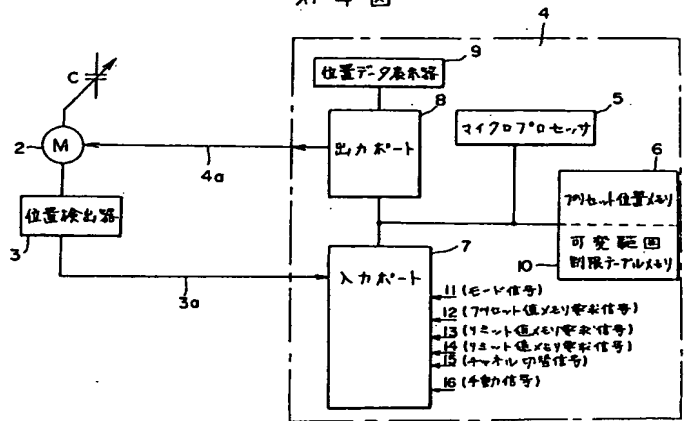 第4図
4
9
位置データ表示路
8
出力ポート
5
マイクロプロセッサ
6
プリセット位置メモリ
可変範囲
制限テーブルメモリ
10
C
2
M
4a
位置検出器
3
3a
7
入力ポート
11 (モード信号)
12 (プリセット値メモリ要求信号)
13 (リミット値メモリ要求信号)
14 (リミット値メモリ要求信号)
15 (チャネル切替信号)
16 (手動信号)